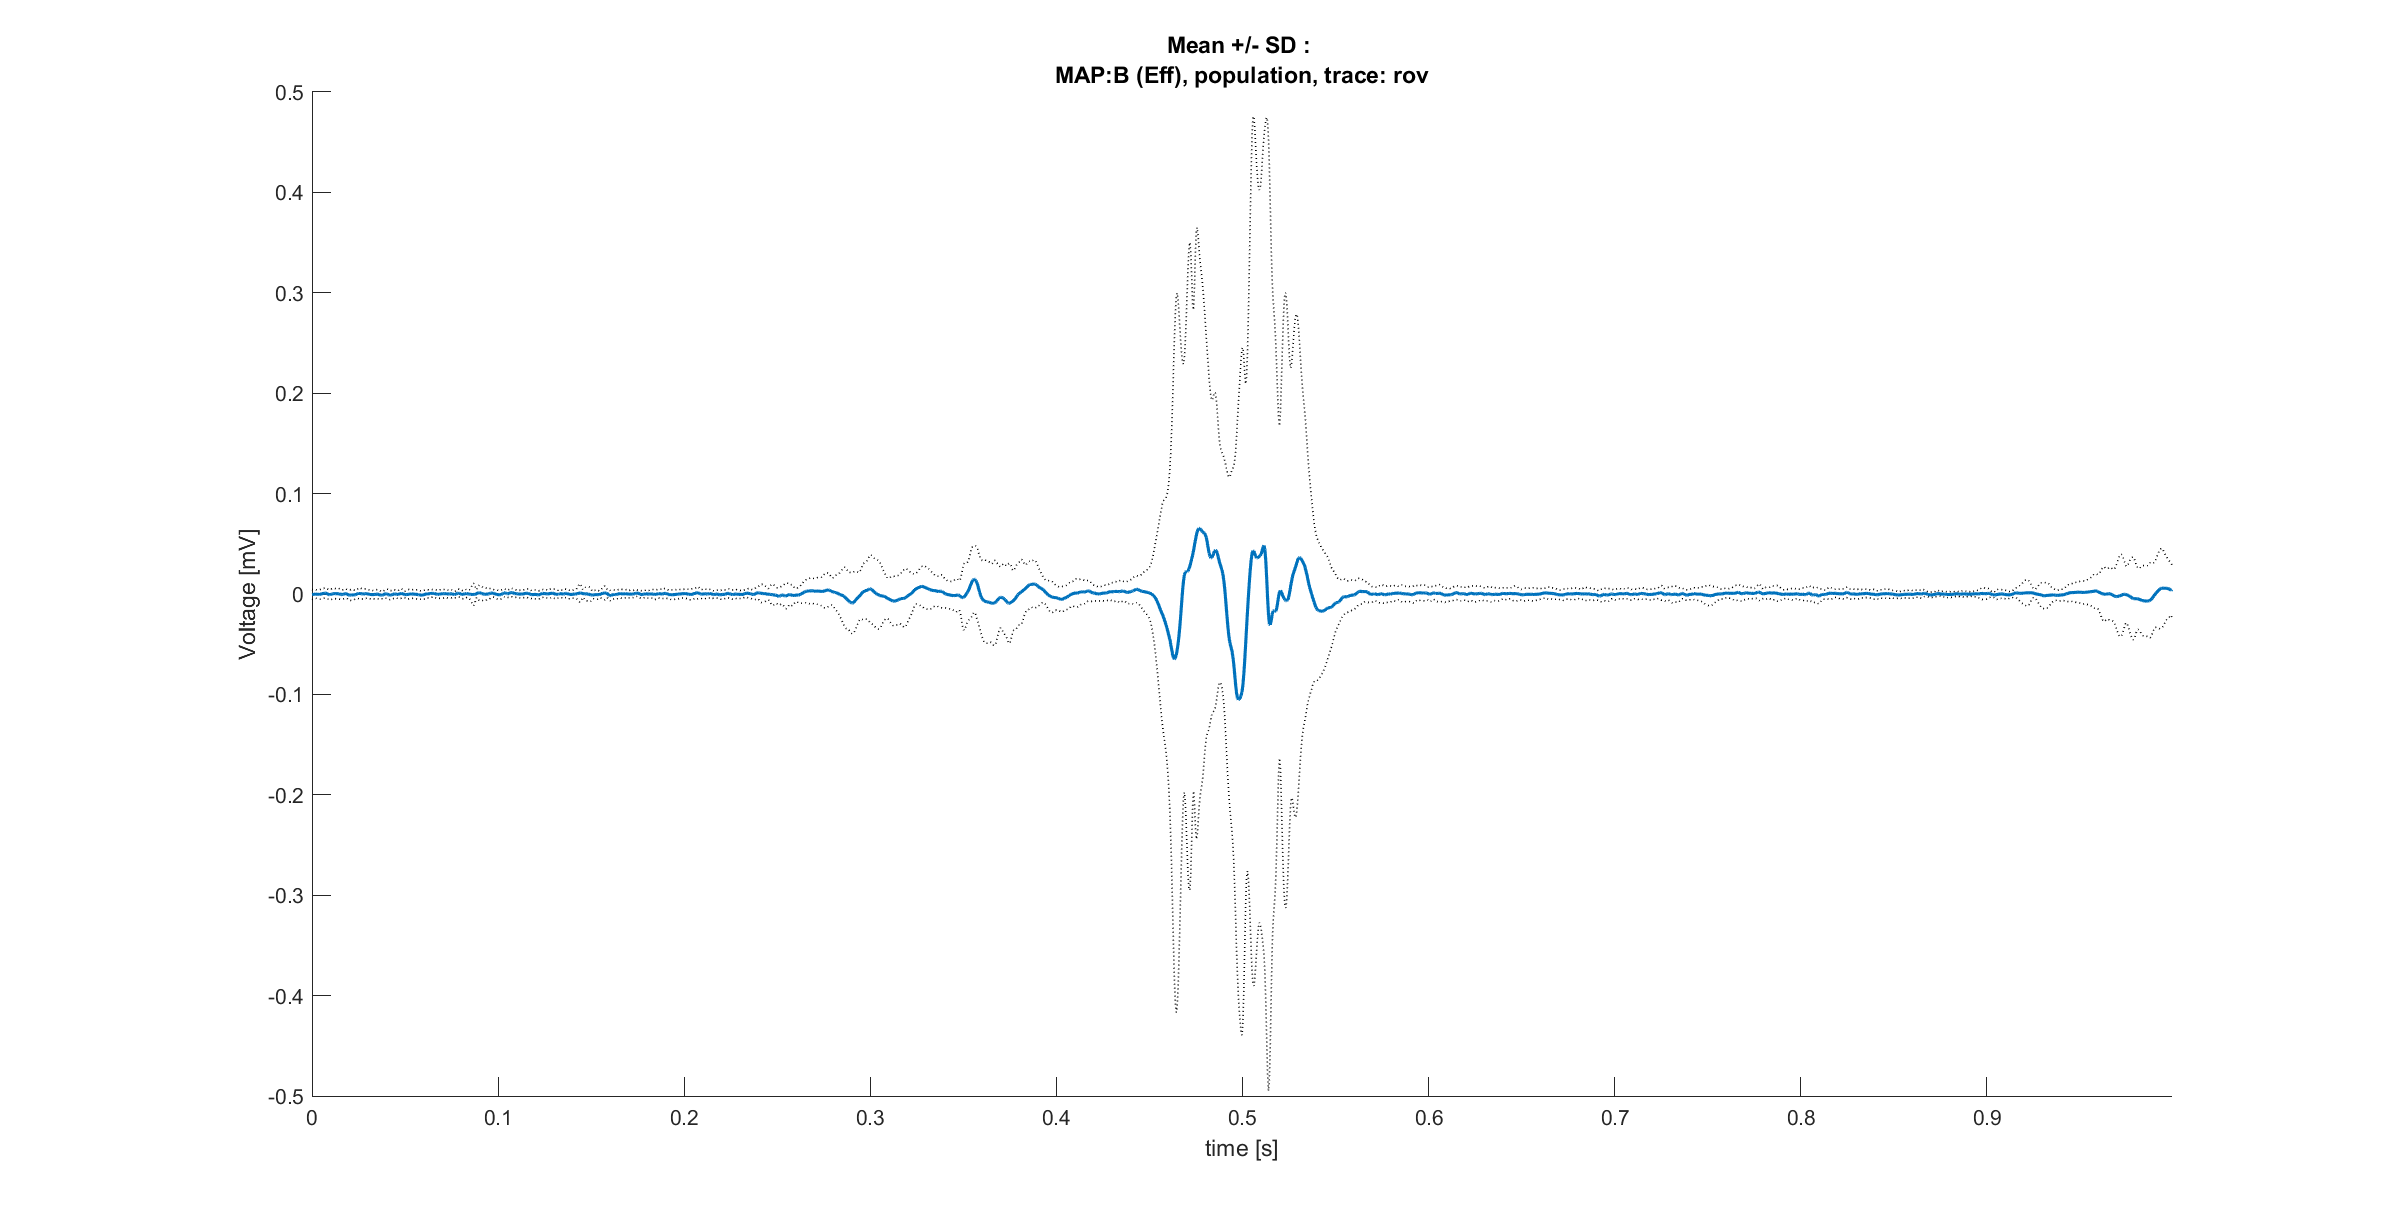 Mean +/- SD :
MAP:B (Eff), population, trace: rov
0.5
0.4
0.3
0.2
0.1
0
-0.1
-0.2
-0.3
-0.4
-0.5
Voltage [mV]
0 0.1 0.2 0.3 0.4 0.5 0.6 0.7 0.8 0.9
time [s]